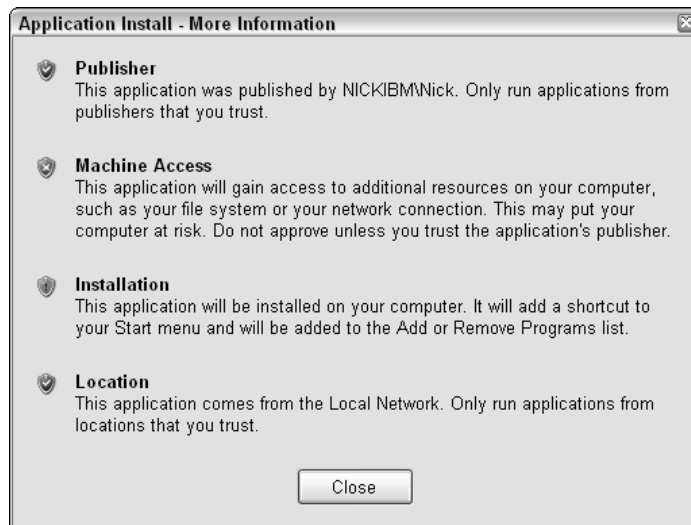 Application Install - More Information
Publisher
This application was published by NICKIBM\Nick. Only run applications from
publishers that you trust.
Machine Access
This application will gain access to additional resources on your computer,
such as your file system or your network connection. This may put your
computer at risk. Do not approve unless you trust the application's publisher.
Installation
This application will be installed on your computer. It will add a shortcut to
your Start menu and will be added to the Add or Remove Programs list.
Location
This application comes from the Local Network. Only run applications from
locations that you trust.
Close